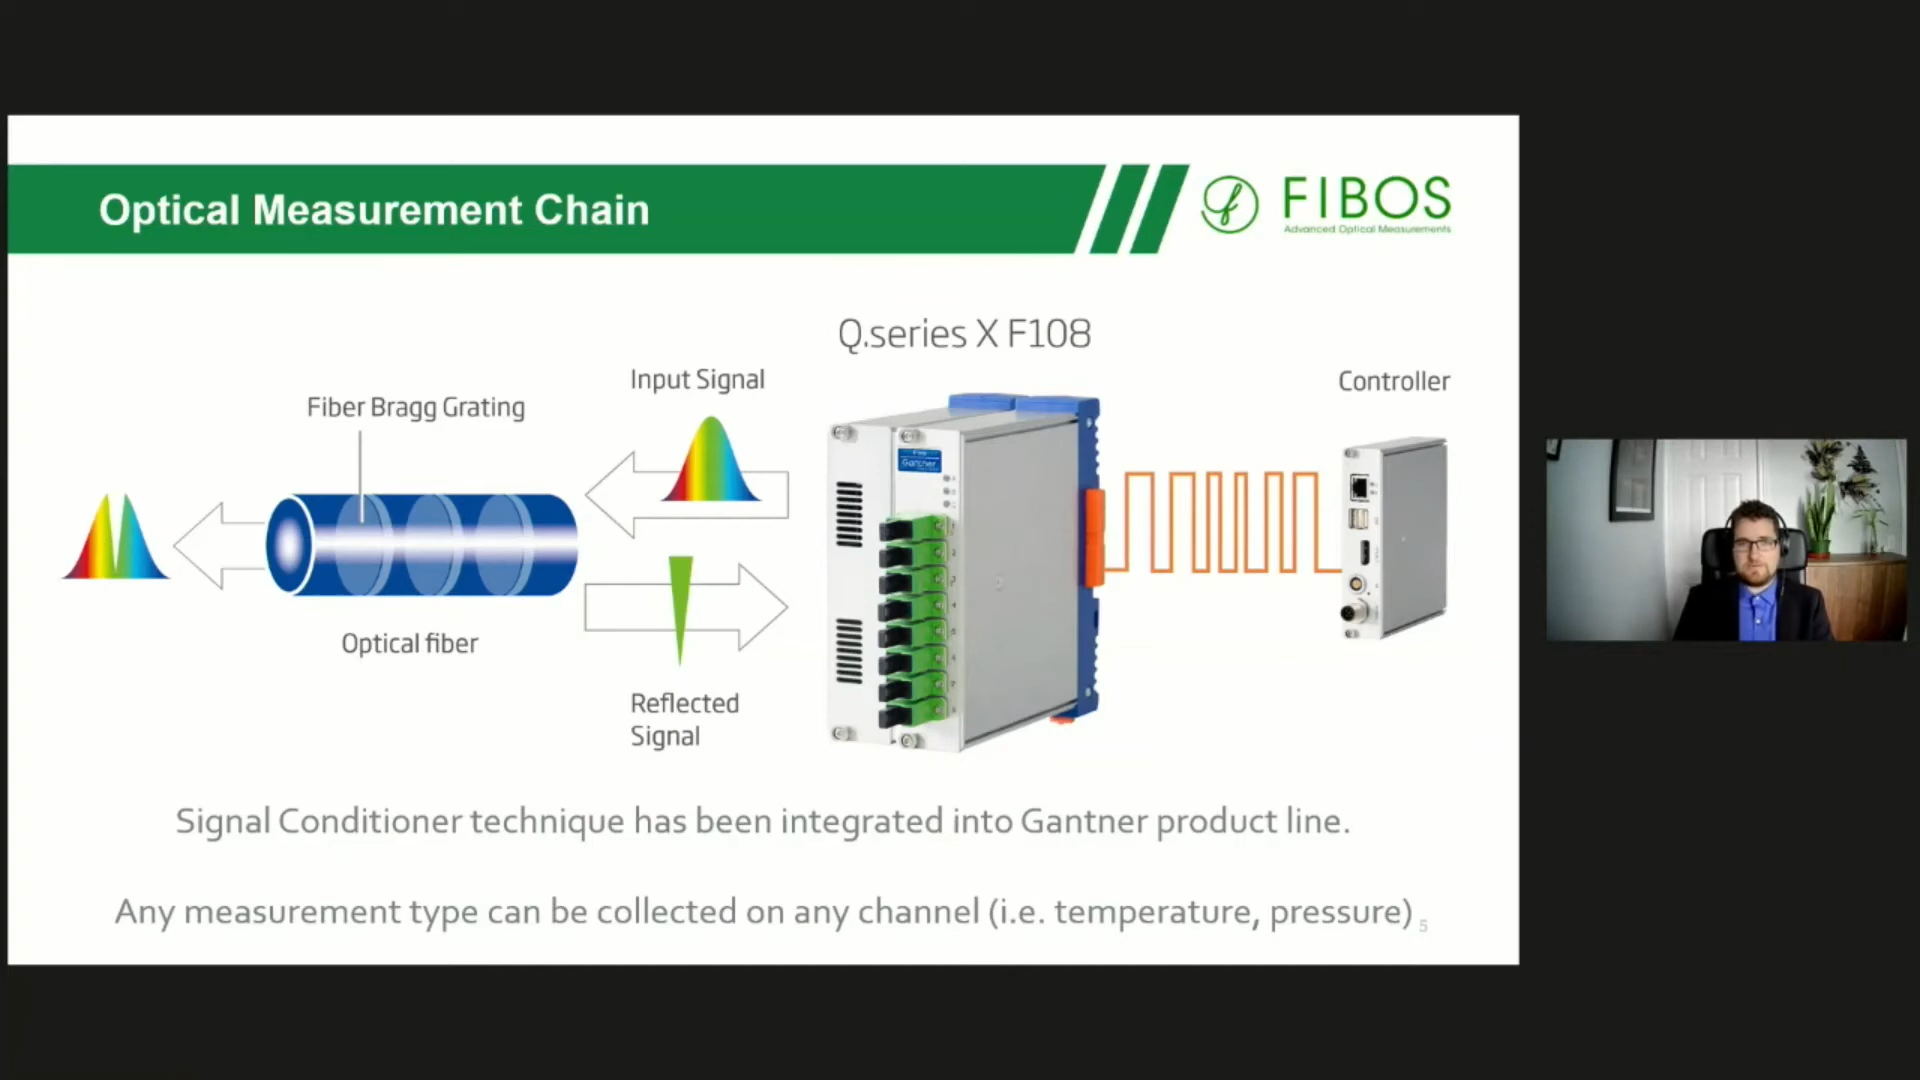 Optical Measurement Chain
FIBOS
Advanced Optical Measurements
Q.series X F108
Input Signal
Controller
Fiber Bragg Grating
Gantner
Optical fiber
Reflected
Signal
Signal Conditioner technique has been integrated into Gantner product line.
Any measurement type can be collected on any channel (i.e. temperature, pressure)
5